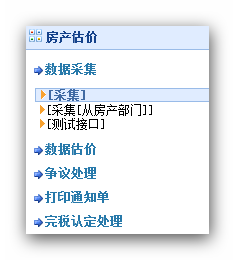 房产估价
数据采集
[采集]
[采集[从房产部门]]
[测试接口]
数据估价
争议处理
打印通知单
完税认定处理